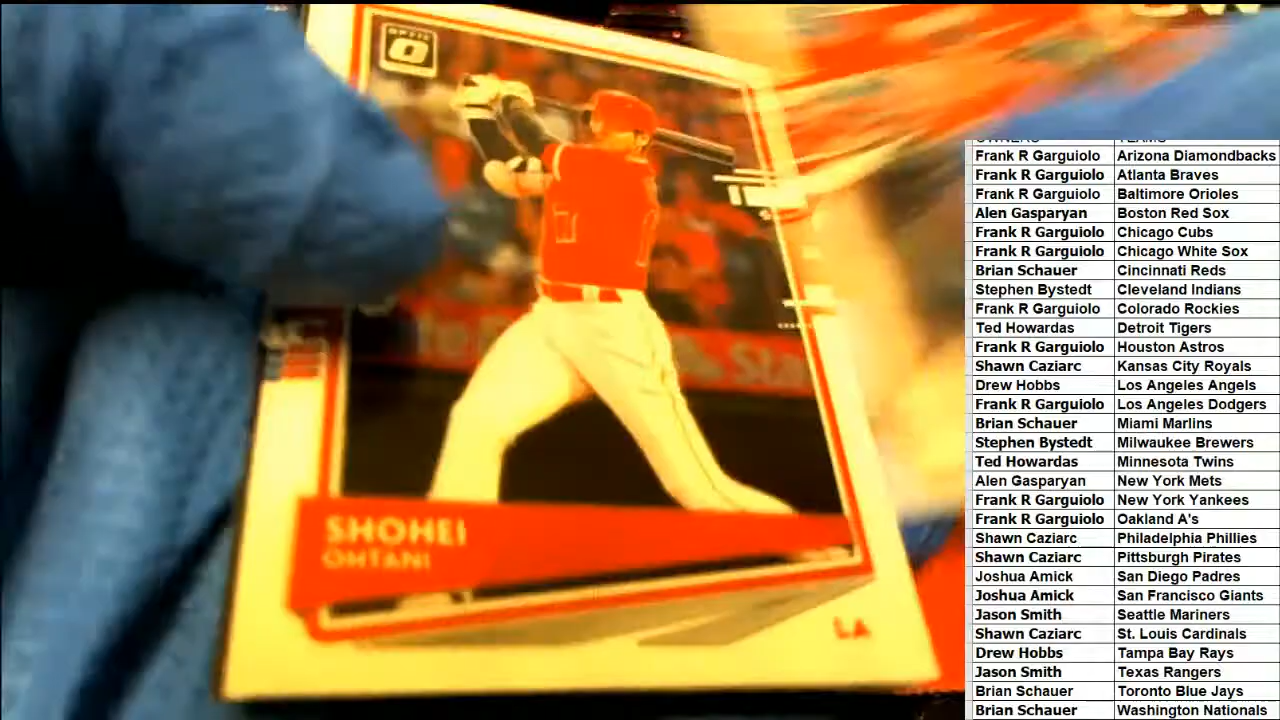 OPTIC
SHOHEI
OHTANI
LA
OWNERS TEAMS
Frank R Garguiolo Arizona Diamondbacks
Frank R Garguiolo Atlanta Braves
Frank R Garguiolo Baltimore Orioles
Alen Gasparyan Boston Red Sox
Frank R Garguiolo Chicago Cubs
Frank R Garguiolo Chicago White Sox
Brian Schauer Cincinnati Reds
Stephen Bystedt Cleveland Indians
Frank R Garguiolo Colorado Rockies
Ted Howardas Detroit Tigers
Frank R Garguiolo Houston Astros
Shawn Caziarc Kansas City Royals
Drew Hobbs Los Angeles Angels
Frank R Garguiolo Los Angeles Dodgers
Brian Schauer Miami Marlins
Stephen Bystedt Milwaukee Brewers
Ted Howardas Minnesota Twins
Alen Gasparyan New York Mets
Frank R Garguiolo New York Yankees
Frank R Garguiolo Oakland A's
Shawn Caziarc Philadelphia Phillies
Shawn Caziarc Pittsburgh Pirates
Joshua Amick San Diego Padres
Joshua Amick San Francisco Giants
Jason Smith Seattle Mariners
Shawn Caziarc St. Louis Cardinals
Drew Hobbs Tampa Bay Rays
Jason Smith Texas Rangers
Brian Schauer Toronto Blue Jays
Brian Schauer Washington Nationals